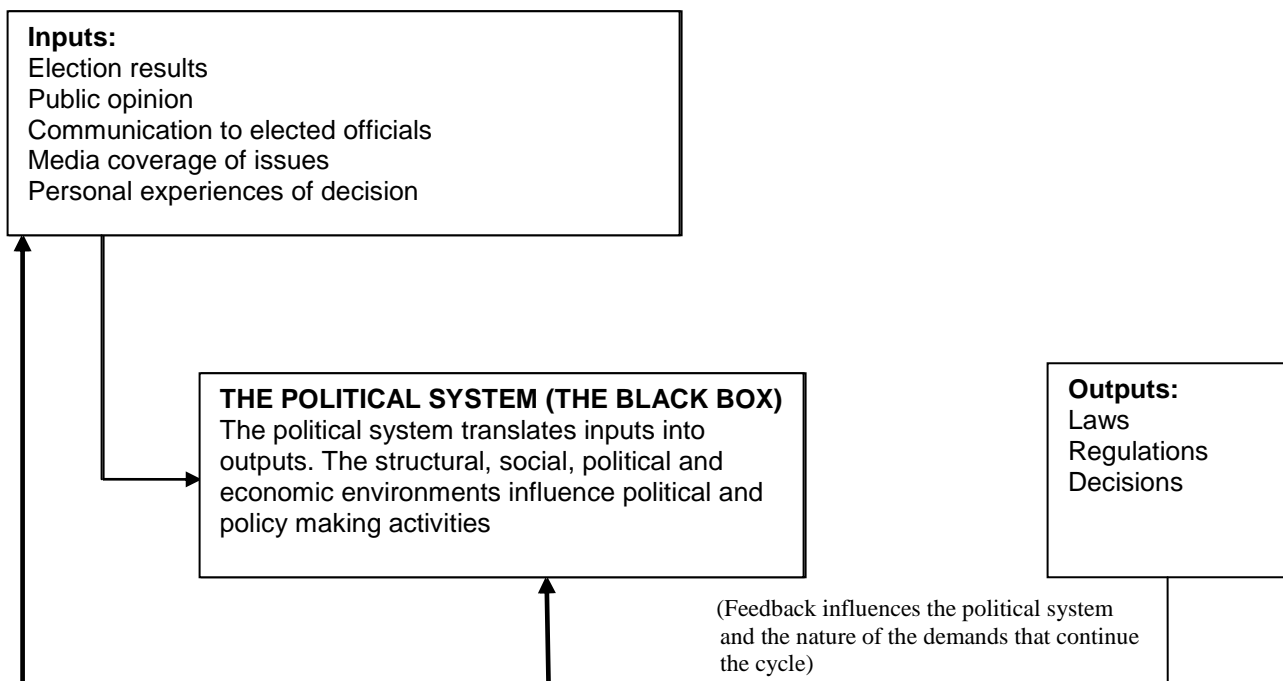 Inputs:
Election results
Public opinion
Communication to elected officials
Media coverage of issues
Personal experiences of decision
THE POLITICAL SYSTEM (THE BLACK BOX)
The political system translates inputs into
outputs. The structural, social, political and
economic environments influence political and
policy making activities
Outputs:
Laws
Regulations
Decisions
(Feedback influences the political system
and the nature of the demands that continue
the cycle)